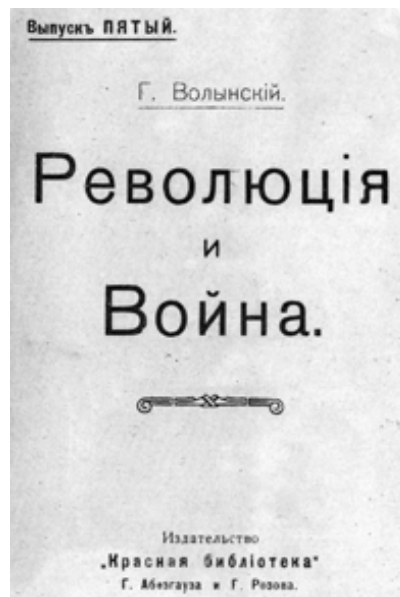 Выпускъ ПЯТЫЙ.
Г. Волынскій.
Революція
и
Война.
Издательство
„Красная библіотека"
Г. Абезгауза и Г. Розова.